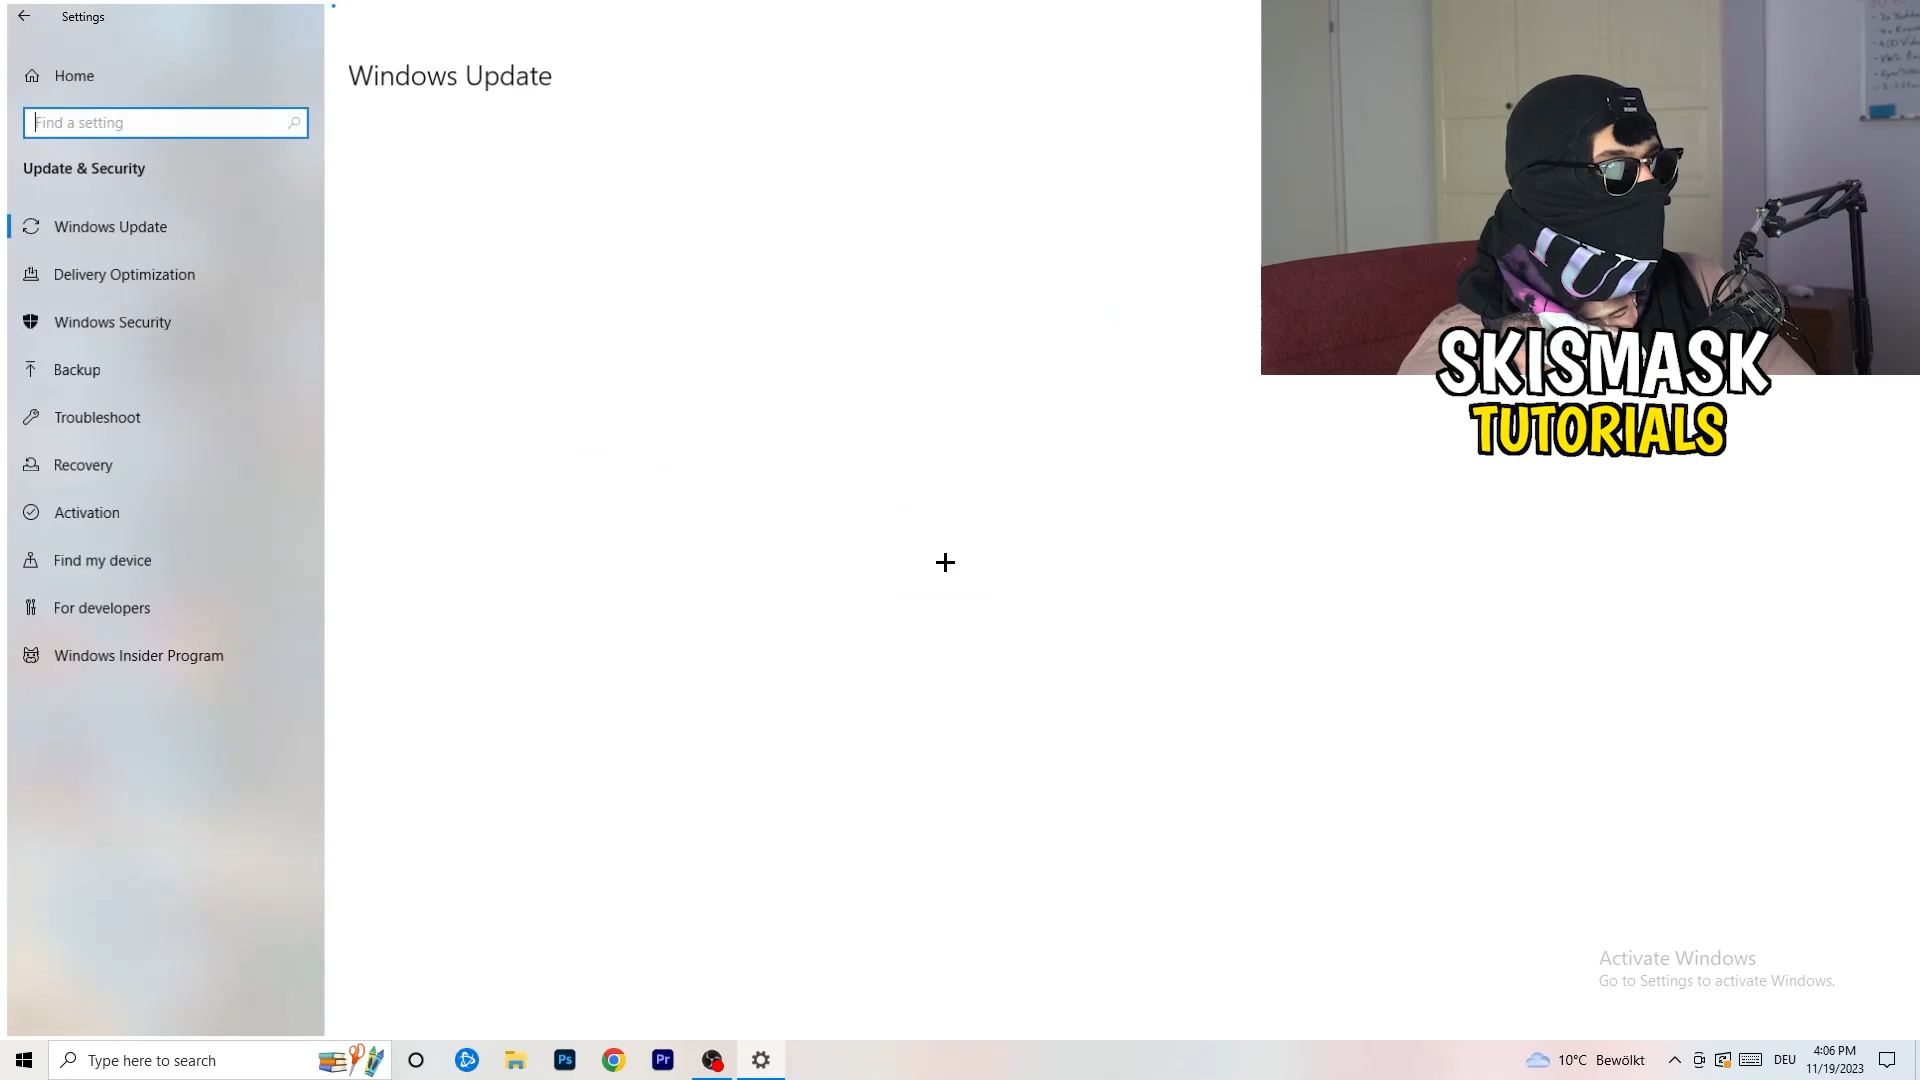 Settings
Home
Find a setting
Update & Security
Windows Update
Delivery Optimization
Windows Security
Backup
Troubleshoot
Recovery
Activation
Find my device
For developers
Windows Insider Program
Windows Update
SKISMASK
TUTORIALS
Activate Windows
Go to Settings to activate Windows.
Type here to search
Ps
Pr
10°C Bewölkt
DEU
4:06 PM
11/19/2023